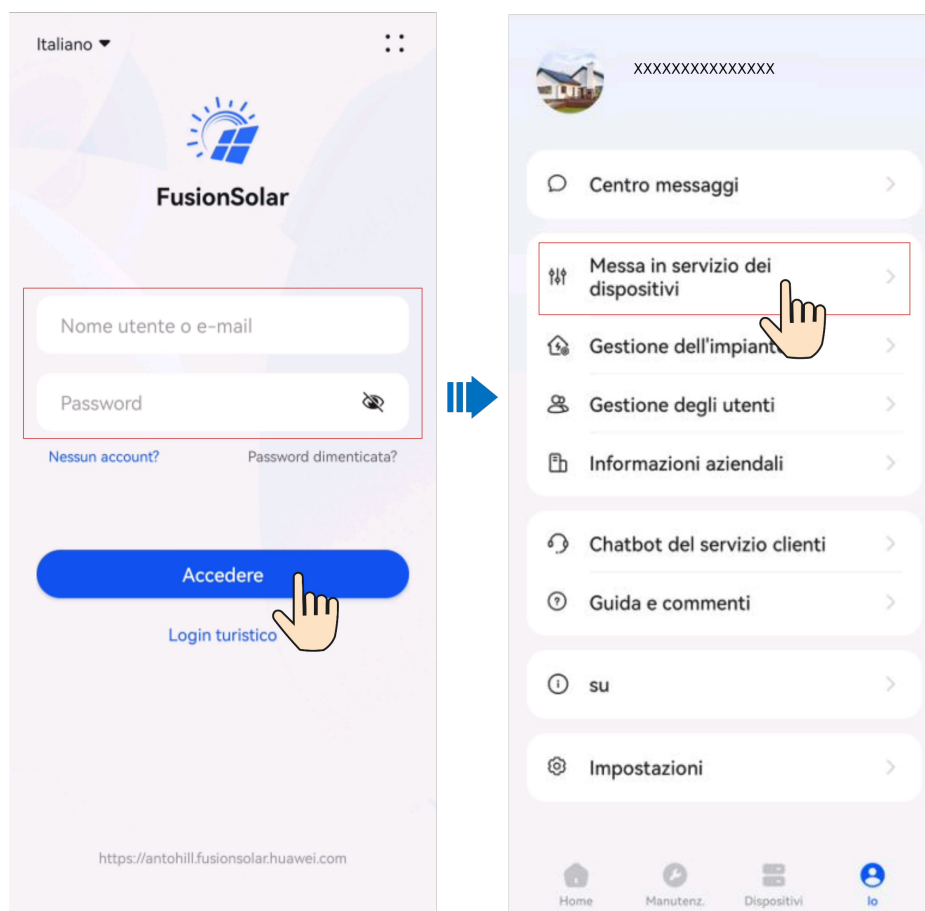 Italiano
FusionSolar
Nome utente o e-mail
Password
Nessun account? Password dimenticata?
Accedere
Login turistico
https://antohill.fusionsolar.huawei.com
XXXXXXXXXXXXXXX
Centro messaggi
Messa in servizio dei
dispositivi
Gestione dell'impianto
Gestione degli utenti
Informazioni aziendali
Chatbot del servizio clienti
Guida e commenti
su
Impostazioni
Home Manutenz. Dispositivi Io